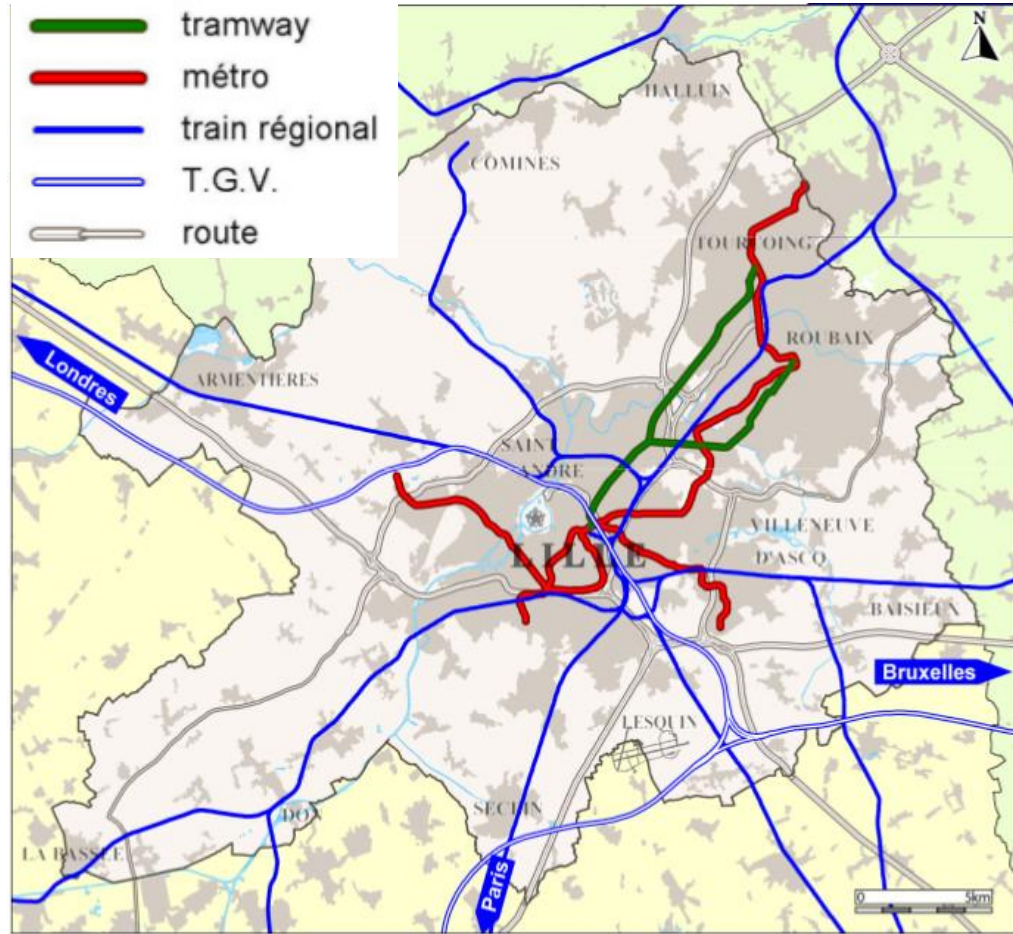 tramway
métro
train régional
T.G.V.
route
N
HALLUIN
COMINES
TOURCOING
ROUBAIX
Londres
ARMENTIERES
SAINT
ANDRE
VILLENEUVE
D'ASCQ
LILLE
BAISIEUX
Bruxelles
LESQUIN
SECLIN
DON
LA BASSEE
Paris
0 5km